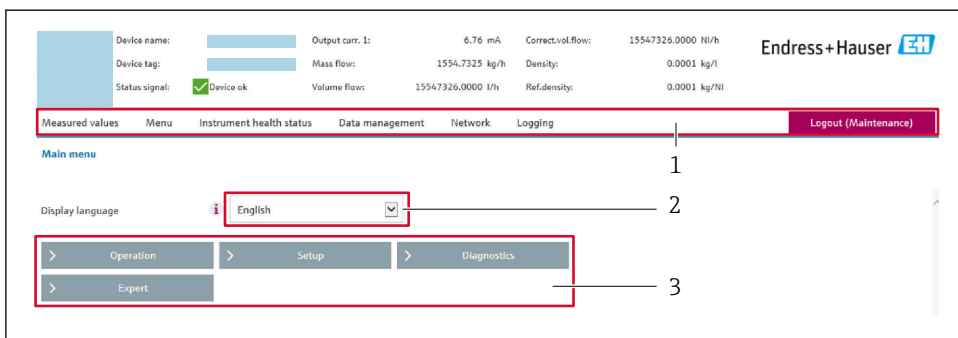 Device name: Output curr. 1: 6.76 mA Correct.vol.flow: 15547326.0000 Nl/h
Endress+Hauser EH
Device tag: Mass flow: 1554.7325 kg/h Density: 0.0001 kg/l
Status signal: Device ok Volume flow: 15547326.0000 l/h Ref.density: 0.0001 kg/Nl
Measured values Menu Instrument health status Data management Network Logging Logout (Maintenance)
1
Main menu
Display language i English 2
> Operation > Setup > Diagnostics
> Expert 3